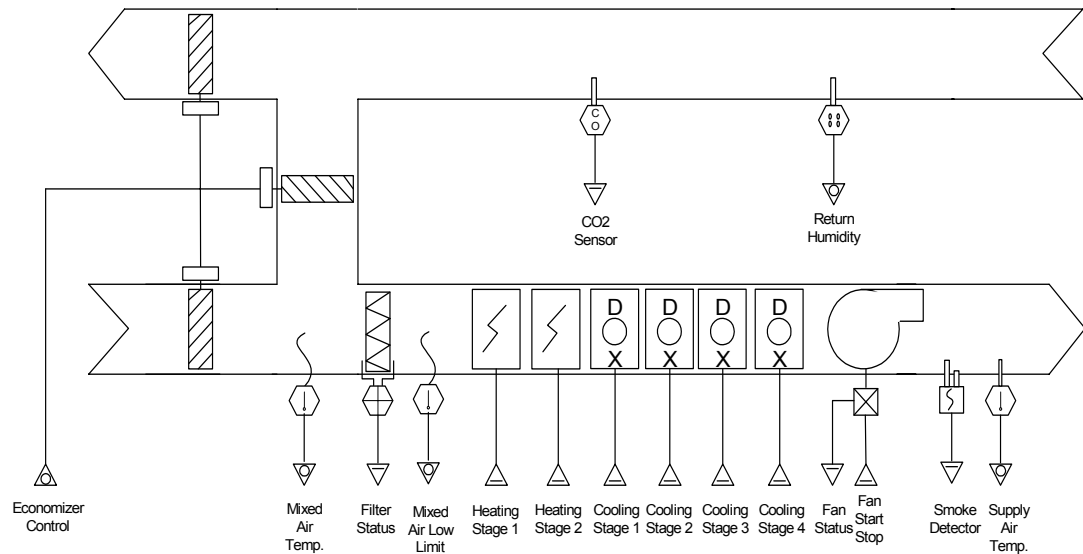 C
O
CO2
Sensor
Return
Humidity
D
X
D
X
D
X
D
X
Economizer
Control
Mixed
Air
Temp.
Filter
Status
Mixed
Air Low
Limit
Heating
Stage 1
Heating
Stage 2
Cooling
Stage 1
Cooling
Stage 2
Cooling
Stage 3
Cooling
Stage 4
Fan
Status
Fan
Start
Stop
Smoke
Detector
Supply
Air
Temp.